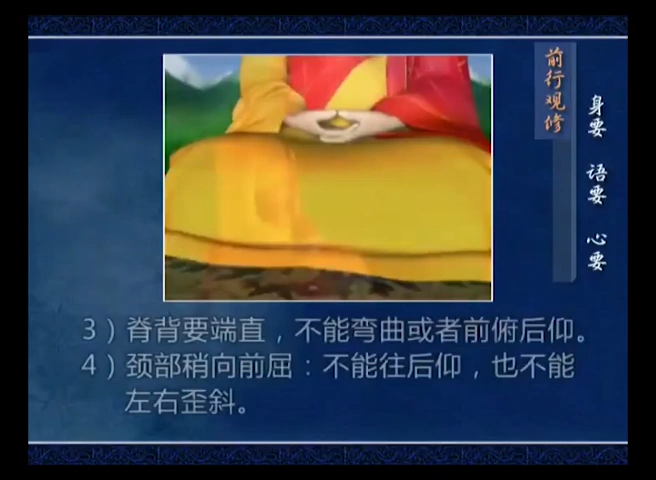 前行观修
身要 语要 心要
3）脊背要端直，不能弯曲或者前俯后仰。
4）颈部稍向前屈：不能往后仰，也不能
左右歪斜。